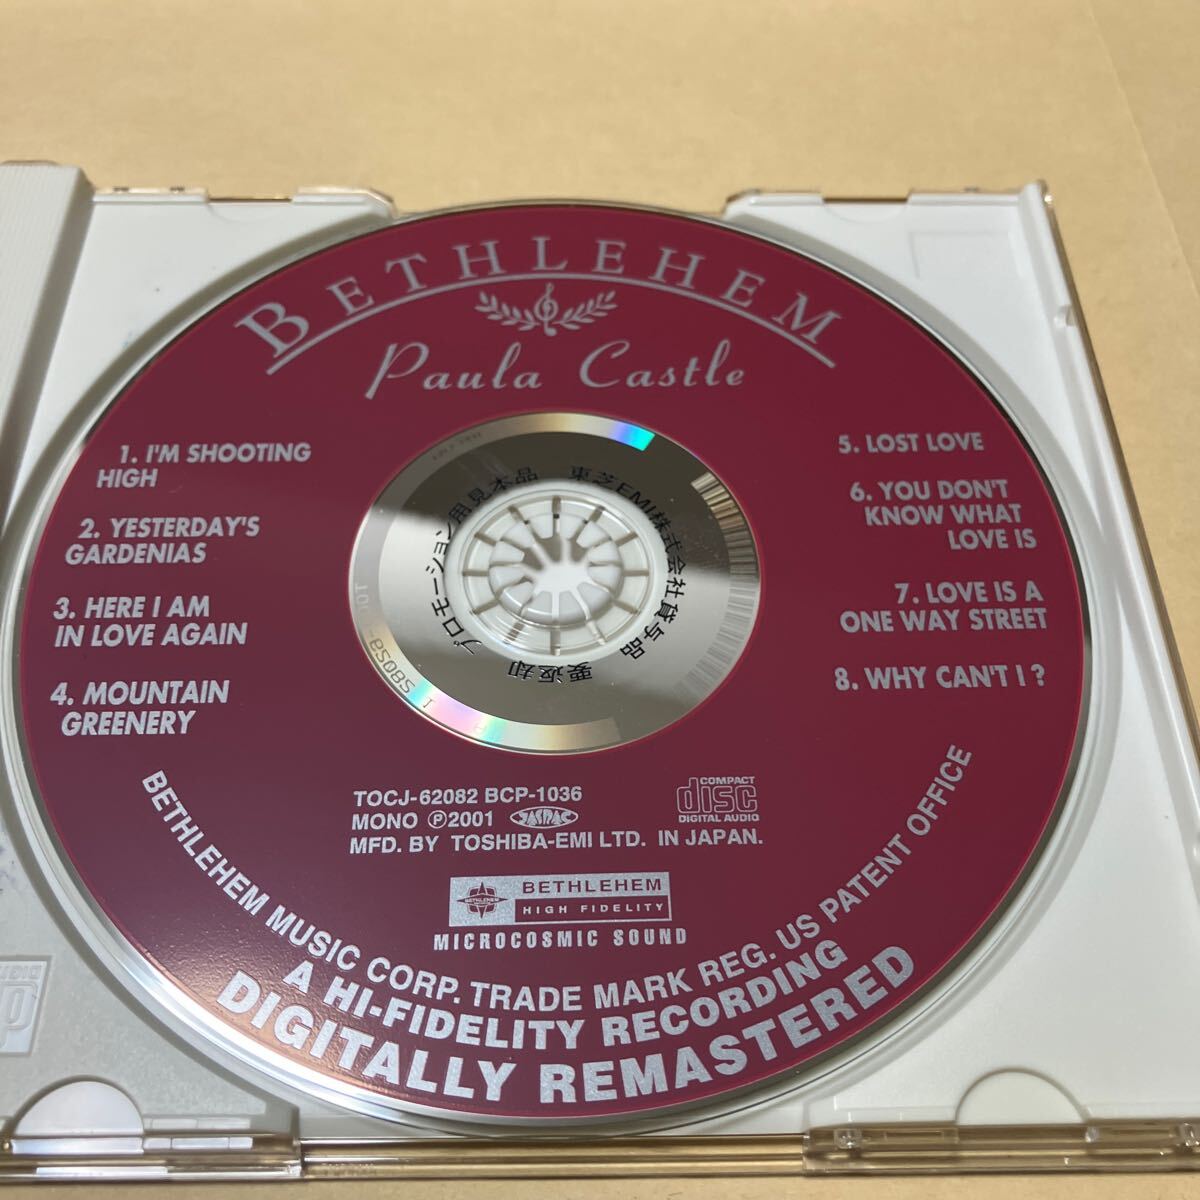 BETHLEHEM
Paula Castle
1. I'M SHOOTING
HIGH
2. YESTERDAY'S
GARDENIAS
3. HERE I AM
IN LOVE AGAIN
4. MOUNTAIN
GREENERY
5. LOST LOVE
6. YOU DON'T
KNOW WHAT
LOVE IS
7. LOVE IS A
ONE WAY STREET
8. WHY CAN'T I ?
プロモーション用見本品
東芝EMI株式会社貸与品
要返却
TOCJ-62082 BCP-1036
MONO Ⓟ2001 JASRAC
MFD. BY TOSHIBA-EMI LTD. IN JAPAN.
COMPACT
disc
DIGITAL AUDIO
BETHLEHEM
BETHLEHEM
HIGH FIDELITY
MICROCOSMIC SOUND
BETHLEHEM MUSIC CORP. TRADE MARK REG. US PATENT OFFICE
A HI-FIDELITY RECORDING
DIGITALLY REMASTERED